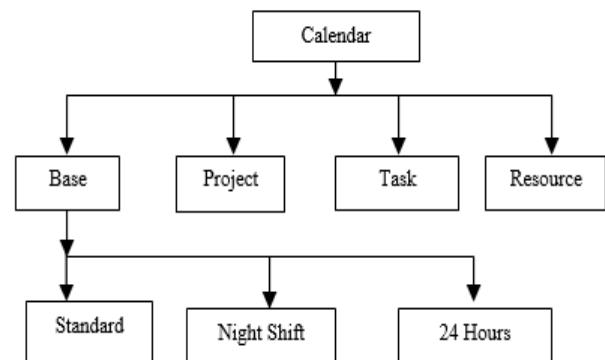 Calendar
Base
Project
Task
Resource
Standard
Night Shift
24 Hours